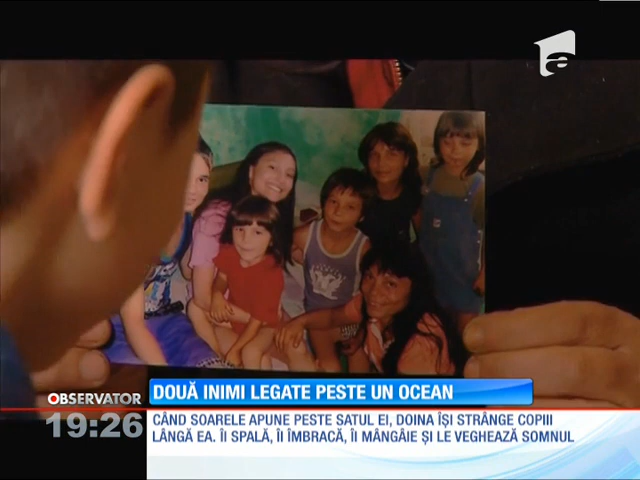 a
DOUĂ INIMI LEGATE PESTE UN OCEAN
OBSERVATOR
19:26
CÂND SOARELE APUNE PESTE SATUL EI, DOINA ÎȘI STRÂNGE COPIII
LÂNGĂ EA. ÎI SPALĂ, ÎI ÎMBRACĂ, ÎI MÂNGÂIE ȘI LE VEGHEAZĂ SOMNUL